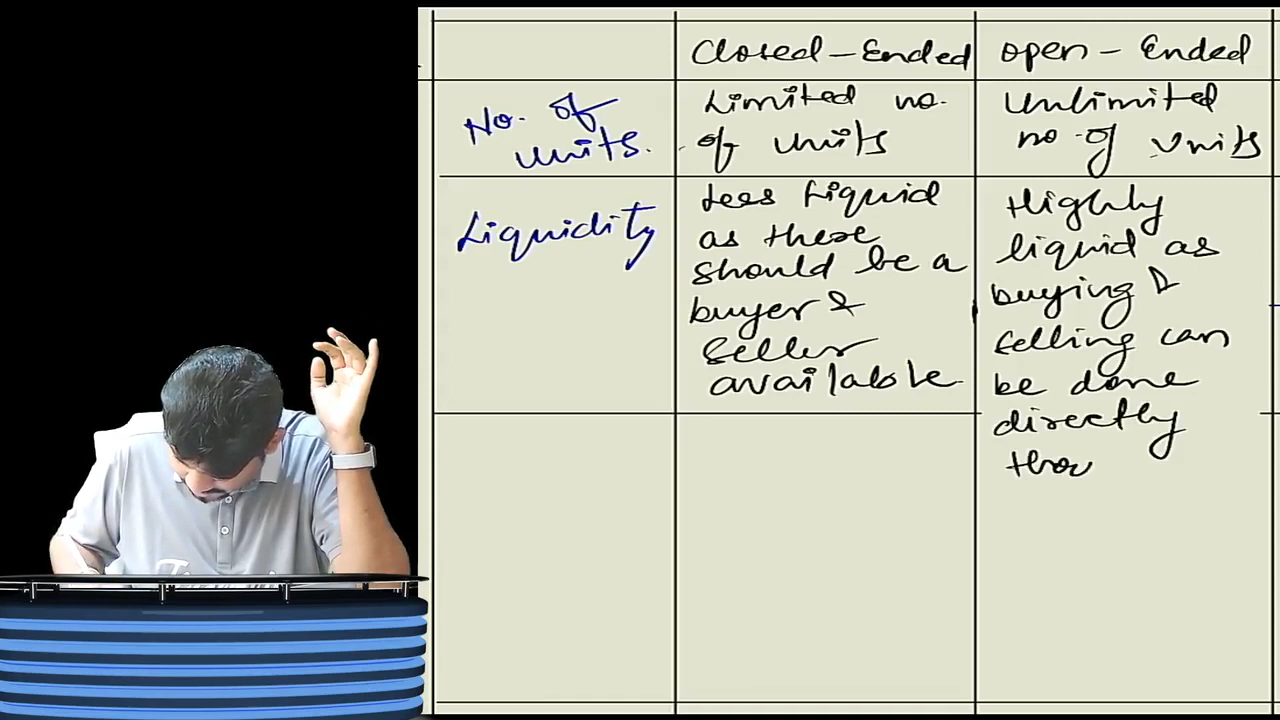 Closed-Ended
Open-Ended
No. of
units.
Limited no.
of units
Unlimited
no of units
Liquidity
Less Liquid
as there
should be a
buyer &
seller
available
Highly
liquid as
buying &
selling can
be done
directly
throu